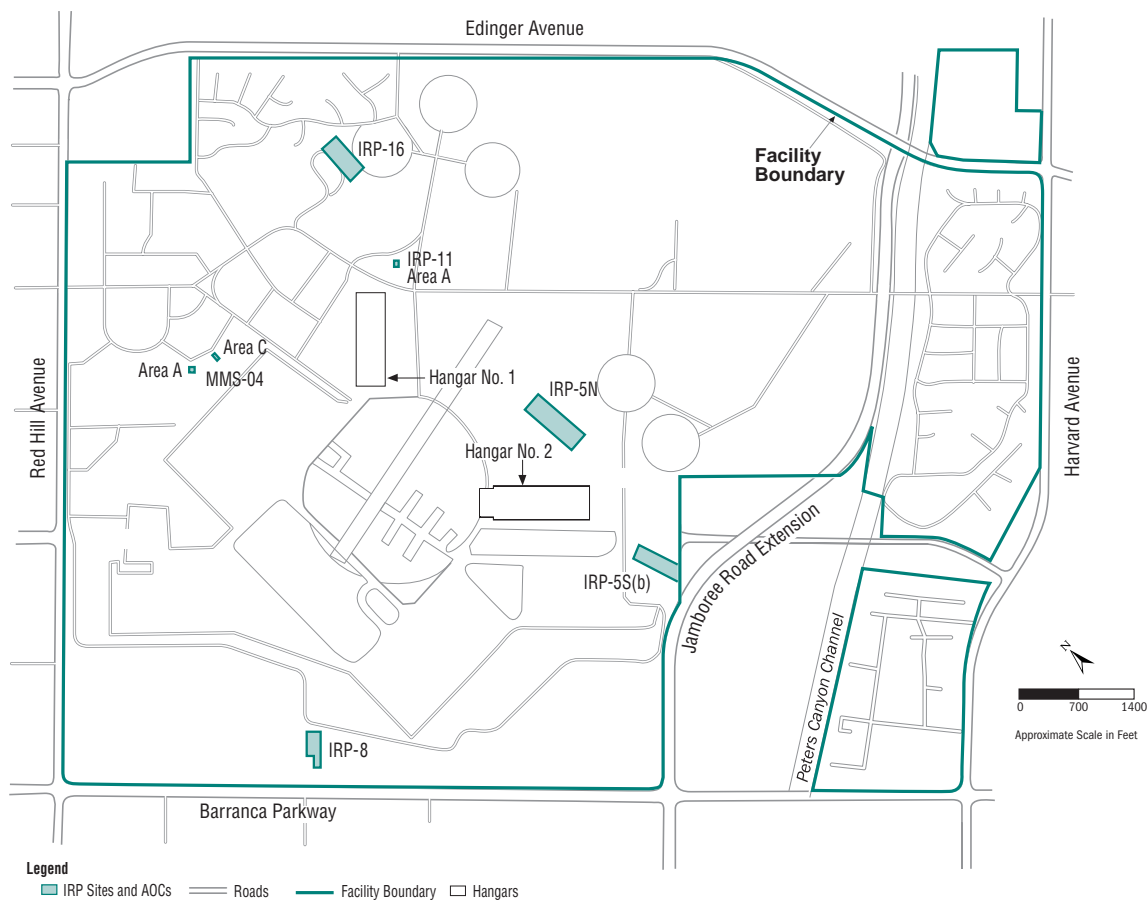 Edinger Avenue
IRP-16
Facility
Boundary
IRP-11
Area A
Area C
Area A
MMS-04
Hangar No. 1
IRP-5N
Red Hill Avenue
Harvard Avenue
Hangar No. 2
IRP-5S(b)
Jamboree Road Extension
Peters Canyon Channel
N
0 700 1400
Approximate Scale in Feet
IRP-8
Barranca Parkway
Legend
IRP Sites and AOCs Roads Facility Boundary Hangars